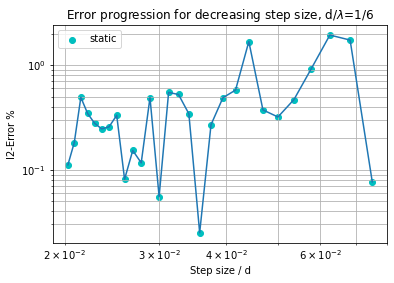 Error progression for decreasing step size, d/λ=1/6
static
l2-Error %
10⁰
10⁻¹
2 × 10⁻²
3 × 10⁻²
4 × 10⁻²
6 × 10⁻²
Step size / d